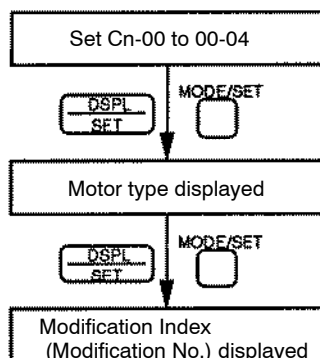 Set Cn-00 to 00-04
DSPL
SET
MODE/SET
Motor type displayed
DSPL
SET
MODE/SET
Modification Index
(Modification No.) displayed